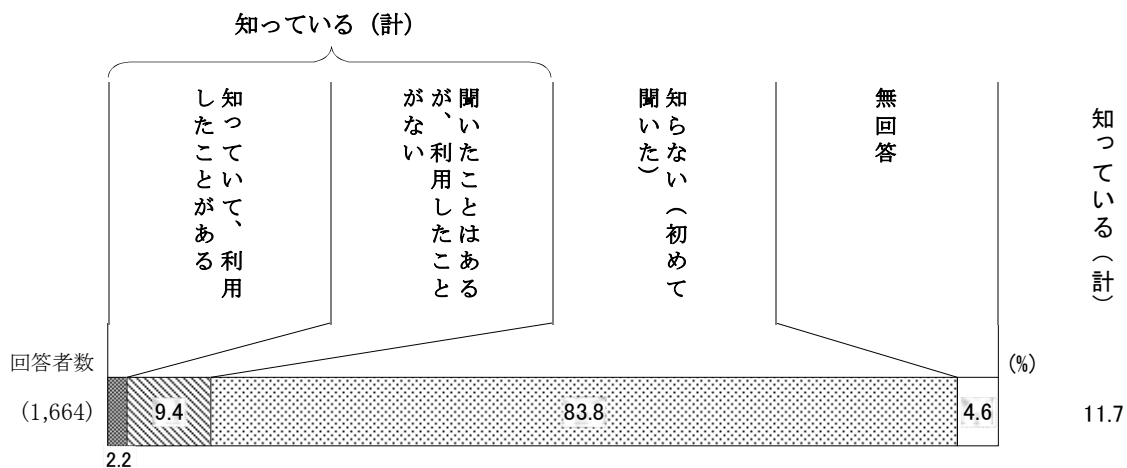 知っている（計）
知っていて、利用
したことがある
聞いたことはある
が、利用したこと
がない
知らない（初めて
聞いた）
無回答
知っている（計）
回答者数
(%)
(1,664)
9.4
83.8
4.6
11.7
2.2